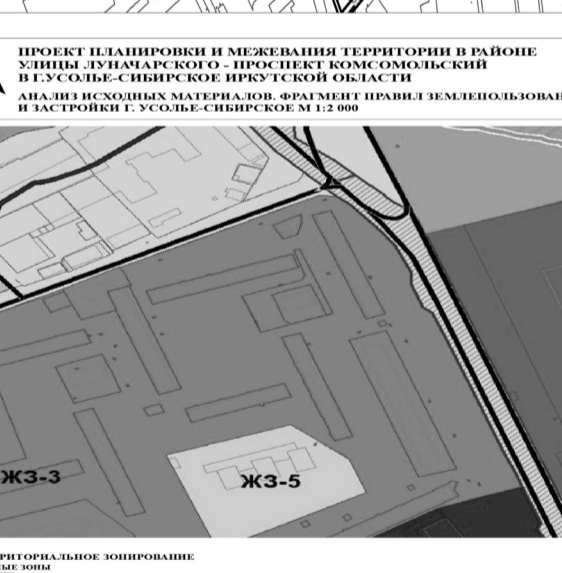 ПРОЕКТ ПЛАНИРОВКИ И МЕЖЕВАНИЯ ТЕРРИТОРИИ В РАЙОНЕ
УЛИЦЫ ЛУНАЧАРСКОГО - ПРОСПЕКТ КОМСОМОЛЬСКИЙ
В Г.УСОЛЬЕ-СИБИРСКОЕ ИРКУТСКОЙ ОБЛАСТИ
АНАЛИЗ ИСХОДНЫХ МАТЕРИАЛОВ. ФРАГМЕНТ ПРАВИЛ ЗЕМЛЕПОЛЬЗОВАН
И ЗАСТРОЙКИ Г. УСОЛЬЕ-СИБИРСКОЕ М 1:2 000
ЖЗ-3
ЖЗ-5
РИТОРИАЛЬНОЕ ЗОНИРОВАНИЕ
ЫЕ ЗОНЫ